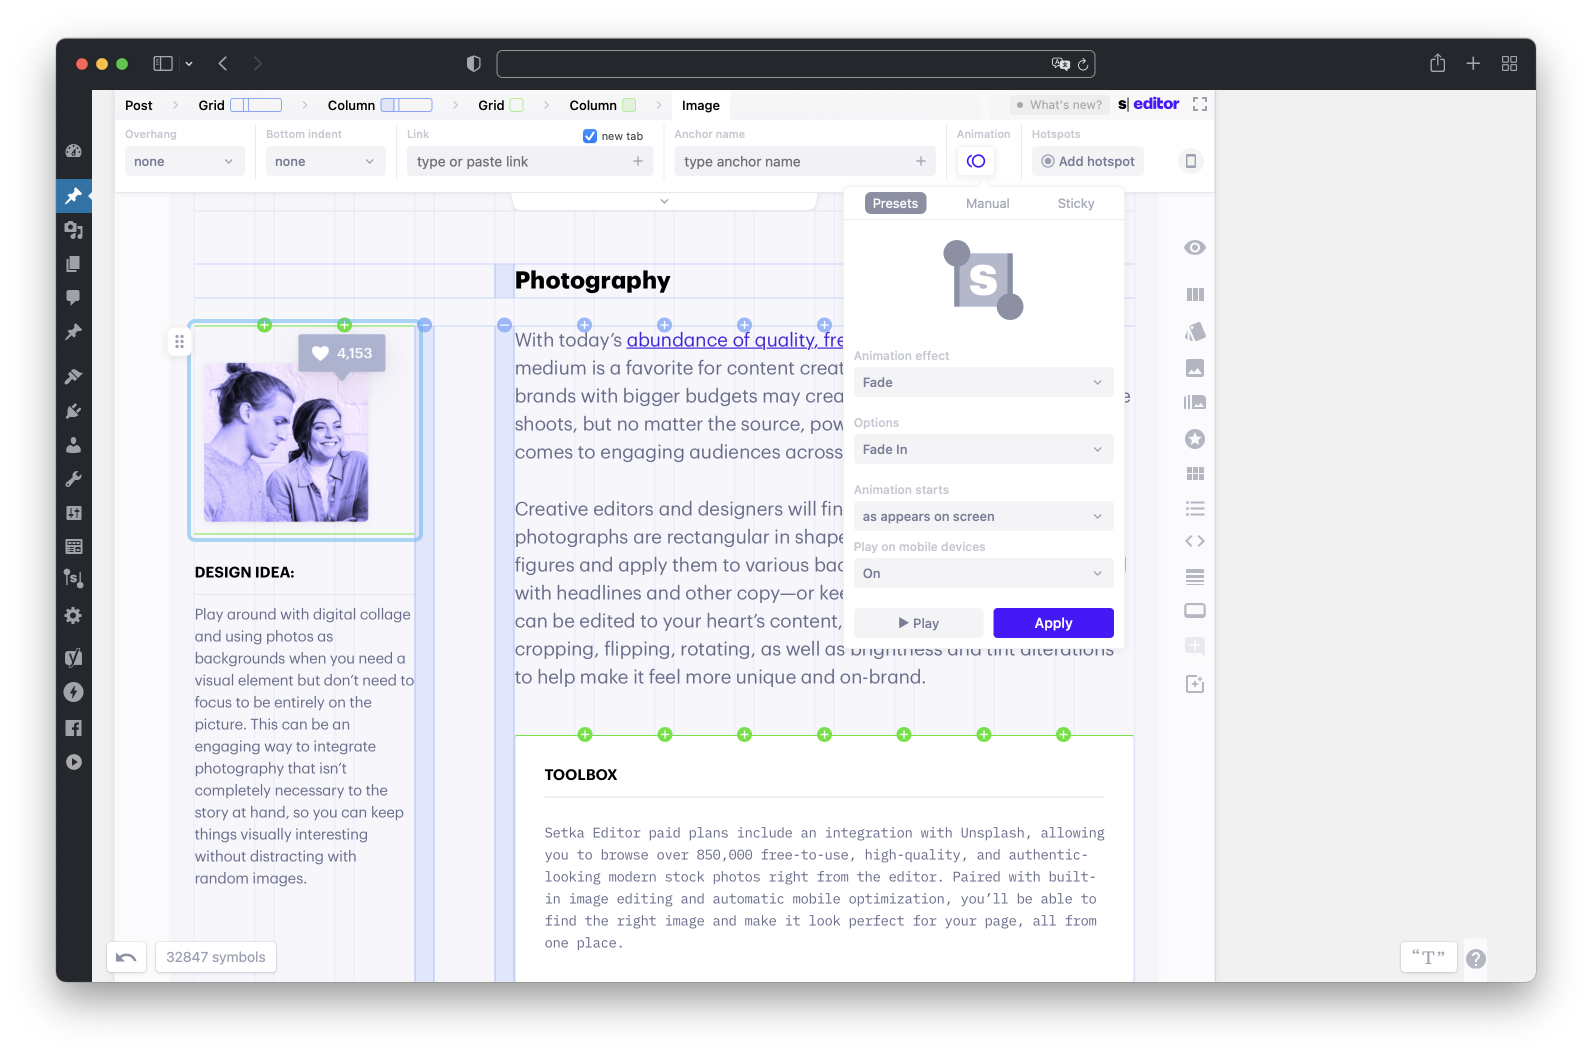 Post Grid Column Grid Column Image
What's new? s| editor
Overhang Bottom indent Link new tab Anchor name Animation Hotspots
none none type or paste link type anchor name Add hotspot
Presets Manual Sticky
S
Photography
4,153
DESIGN IDEA:
Play around with digital collage
and using photos as
backgrounds when you need a
visual element but don’t need to
focus to be entirely on the
picture. This can be an
engaging way to integrate
photography that isn’t
completely necessary to the
story at hand, so you can keep
things visually interesting
without distracting with
random images.
With today’s abundance of quality, fre
medium is a favorite for content creat
brands with bigger budgets may crea
shoots, but no matter the source, pow
comes to engaging audiences across
Creative editors and designers will fin
photographs are rectangular in shape
figures and apply them to various bac
with headlines and other copy—or kee
can be edited to your heart’s content,
cropping, flipping, rotating, as well as brightness and tint alterations
to help make it feel more unique and on-brand.
Animation effect
Fade
Options
Fade In
Animation starts
as appears on screen
Play on mobile devices
On
Play Apply
TOOLBOX
Setka Editor paid plans include an integration with Unsplash, allowing
you to browse over 850,000 free-to-use, high-quality, and authentic-
looking modern stock photos right from the editor. Paired with built-
in image editing and automatic mobile optimization, you’ll be able to
find the right image and make it look perfect for your page, all from
one place.
32847 symbols
“T”